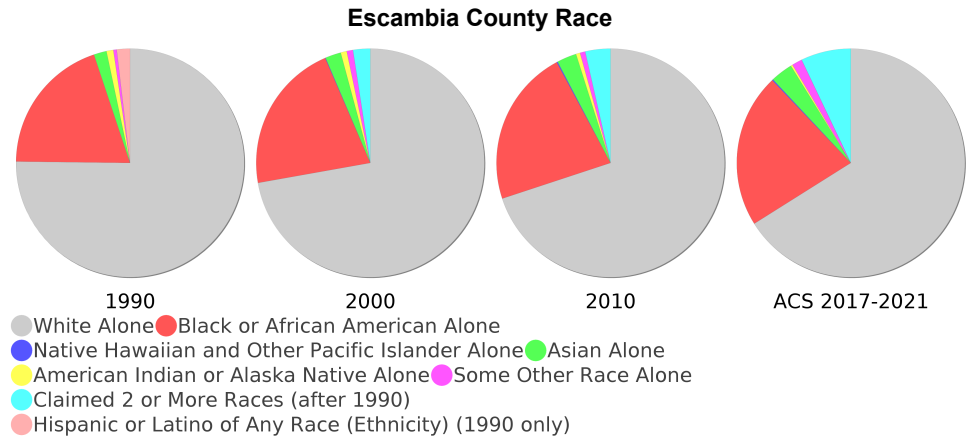 Escambia County Race
1990 2000 2010 ACS 2017-2021
White Alone Black or African American Alone
Native Hawaiian and Other Pacific Islander Alone Asian Alone
American Indian or Alaska Native Alone Some Other Race Alone
Claimed 2 or More Races (after 1990)
Hispanic or Latino of Any Race (Ethnicity) (1990 only)